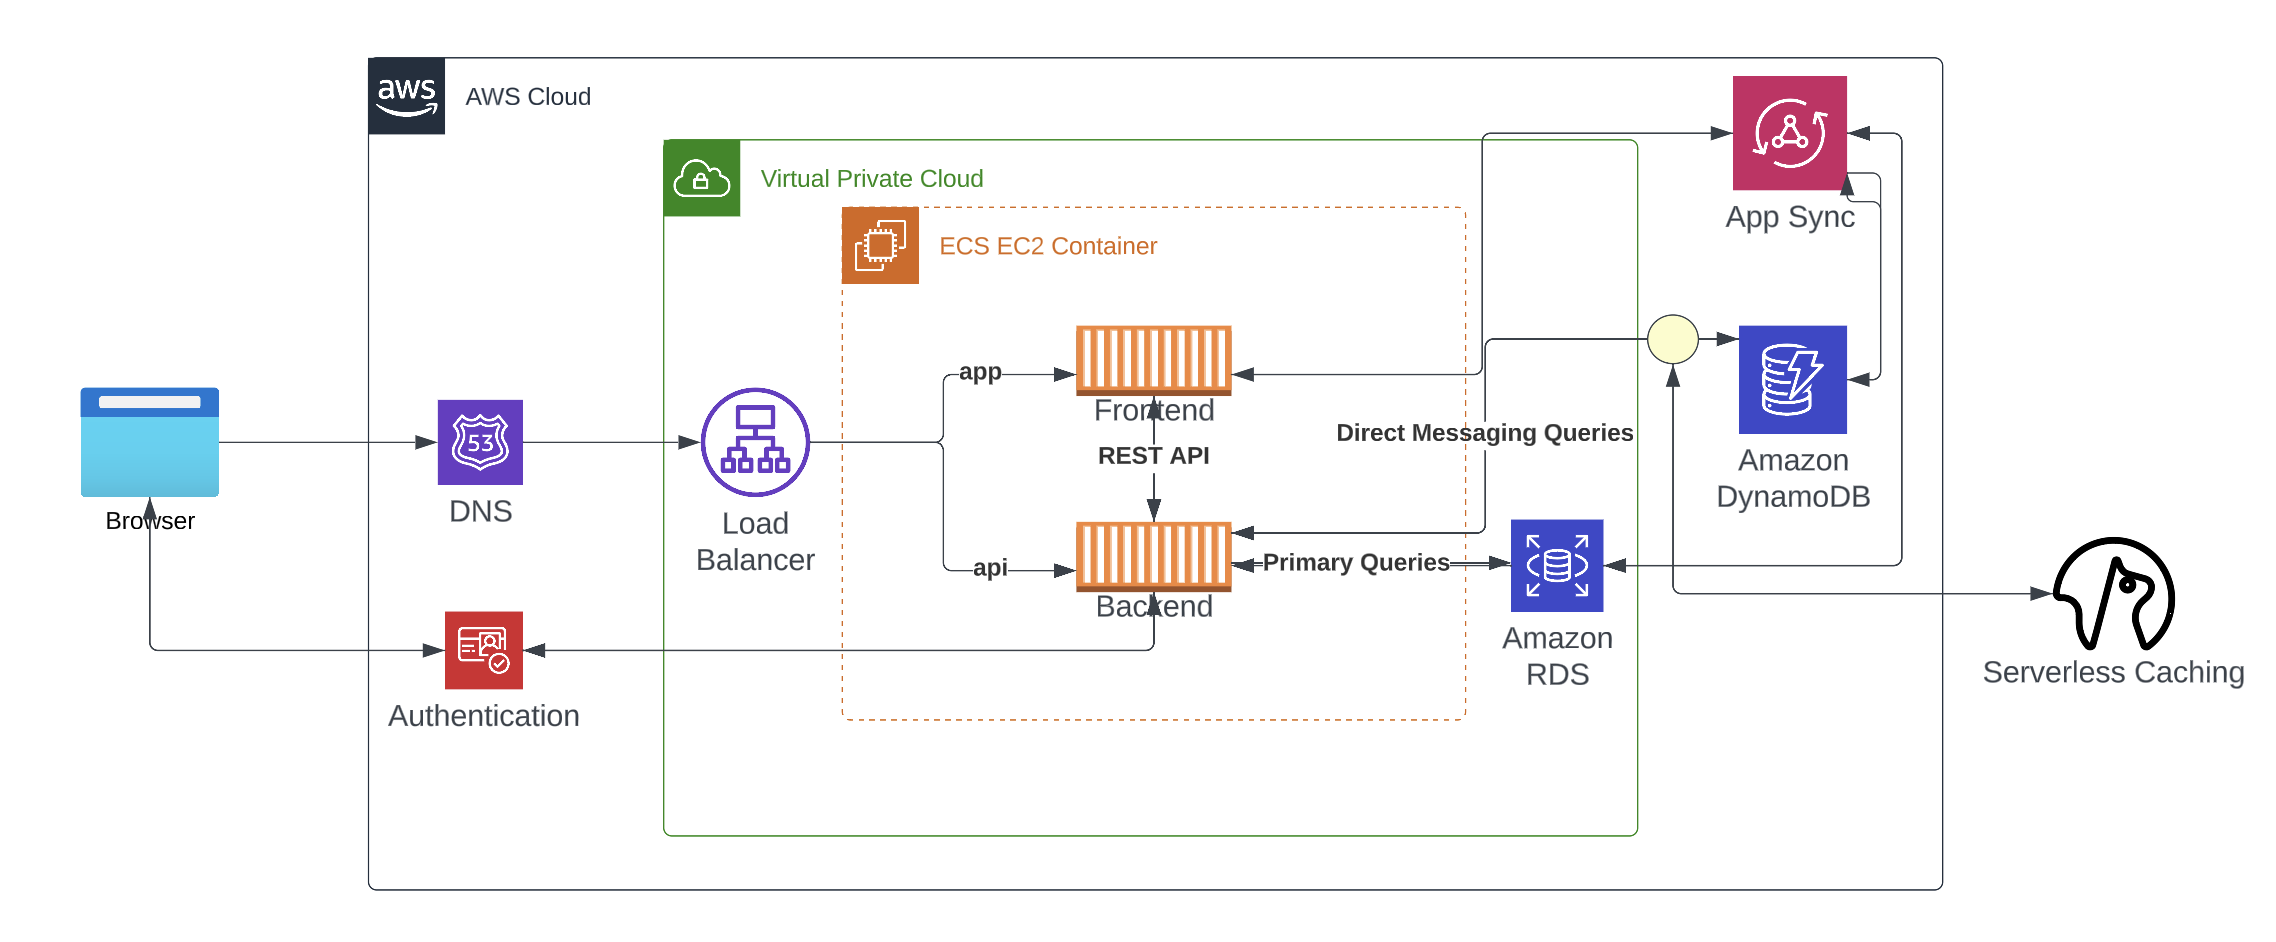 aws
AWS Cloud
Virtual Private Cloud
ECS EC2 Container
App Sync
app
Frontend
REST API
Direct Messaging Queries
53
DNS
Browser
Load
Balancer
Amazon
DynamoDB
api
Primary Queries
Backend
Amazon
RDS
Serverless Caching
Authentication